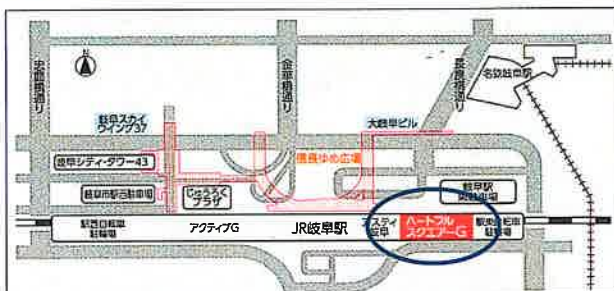 N
忠節橋通り
金華橋通り
長良橋通り
名鉄岐阜駅
岐阜スカイ
ウイング37
大岐阜ビル
信長ゆめ広場
岐阜シティ・タワー43
岐阜市駅西駐車場
じゅうろく
プラザ
岐阜駅
駅西自転車
駐輪場
アクティブG
JR岐阜駅
アスティ
岐阜
ハートフル
スクエアーG
駅東自転車
駐輪場